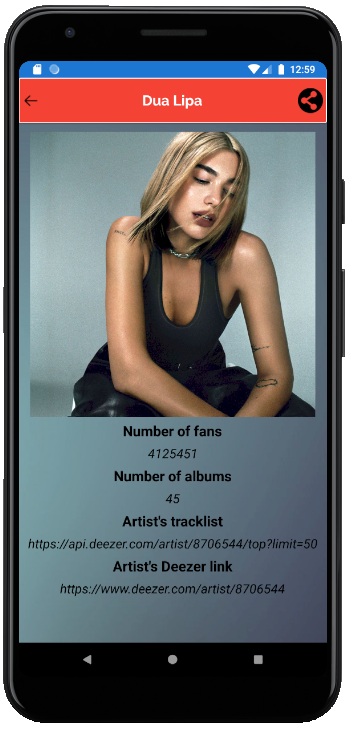 12:59
Dua Lipa
Number of fans
4125451
Number of albums
45
Artist's tracklist
https://api.deezer.com/artist/8706544/top?limit=50
Artist's Deezer link
https://www.deezer.com/artist/8706544